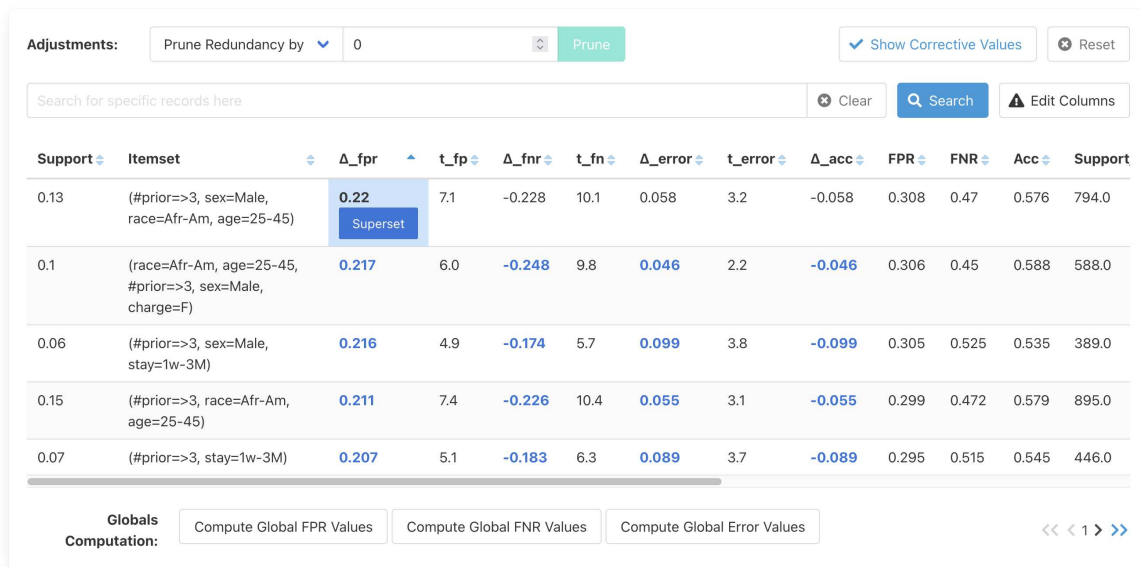 Adjustments: Prune Redundancy by 0 Prune Show Corrective Values Reset
Search for specific records here Clear Search Edit Columns
Support Itemset Δ_fpr t_fp Δ_fnr t_fn Δ_error t_error Δ_acc FPR FNR Acc Support_
0.13 (#prior=>3, sex=Male, 0.22 7.1 -0.228 10.1 0.058 3.2 -0.058 0.308 0.47 0.576 794.0
race=Afr-Am, age=25-45) Superset
0.1 (race=Afr-Am, age=25-45, 0.217 6.0 -0.248 9.8 0.046 2.2 -0.046 0.306 0.45 0.588 588.0
#prior=>3, sex=Male,
charge=F)
0.06 (#prior=>3, sex=Male, 0.216 4.9 -0.174 5.7 0.099 3.8 -0.099 0.305 0.525 0.535 389.0
stay=1w-3M)
0.15 (#prior=>3, race=Afr-Am, 0.211 7.4 -0.226 10.4 0.055 3.1 -0.055 0.299 0.472 0.579 895.0
age=25-45)
0.07 (#prior=>3, stay=1w-3M) 0.207 5.1 -0.183 6.3 0.089 3.7 -0.089 0.295 0.515 0.545 446.0
Globals Compute Global FPR Values Compute Global FNR Values Compute Global Error Values << < 1 > >>
Computation: